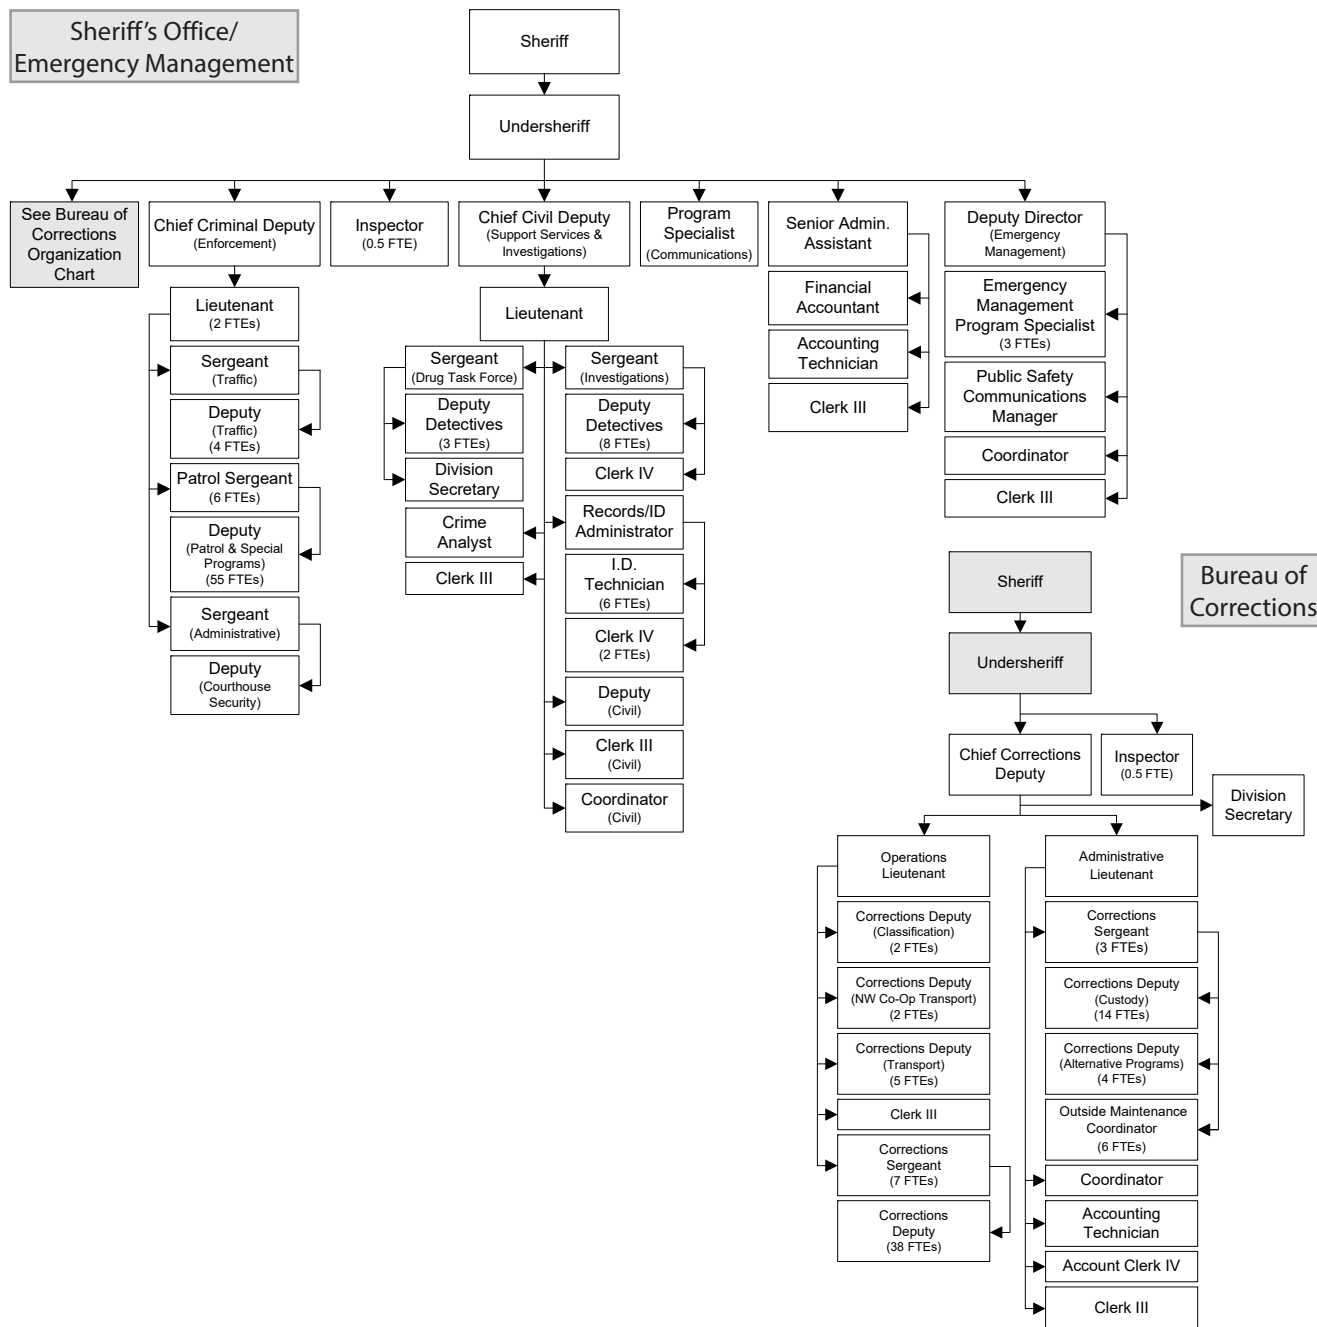 Sheriff's Office/
Emergency Management
Sheriff
Undersheriff
See Bureau of
Corrections
Organization
Chart
Chief Criminal Deputy
(Enforcement)
Inspector
(0.5 FTE)
Chief Civil Deputy
(Support Services &
Investigations)
Program
Specialist
(Communications)
Senior Admin.
Assistant
Deputy Director
(Emergency
Management)
Lieutenant
(2 FTEs)
Sergeant
(Traffic)
Deputy
(Traffic)
(4 FTEs)
Patrol Sergeant
(6 FTEs)
Deputy
(Patrol & Special
Programs)
(55 FTEs)
Sergeant
(Administrative)
Deputy
(Courthouse
Security)
Lieutenant
Sergeant
(Drug Task Force)
Deputy
Detectives
(3 FTEs)
Division
Secretary
Crime
Analyst
Clerk III
Sergeant
(Investigations)
Deputy
Detectives
(8 FTEs)
Clerk IV
Records/ID
Administrator
I.D.
Technician
(6 FTEs)
Clerk IV
(2 FTEs)
Deputy
(Civil)
Clerk III
(Civil)
Coordinator
(Civil)
Financial
Accountant
Accounting
Technician
Clerk III
Emergency
Management
Program Specialist
(3 FTEs)
Public Safety
Communications
Manager
Coordinator
Clerk III
Bureau of
Corrections
Sheriff
Undersheriff
Chief Corrections
Deputy
Inspector
(0.5 FTE)
Division
Secretary
Operations
Lieutenant
Corrections Deputy
(Classification)
(2 FTEs)
Corrections Deputy
(NW Co-Op Transport)
(2 FTEs)
Corrections Deputy
(Transport)
(5 FTEs)
Clerk III
Corrections
Sergeant
(7 FTEs)
Corrections
Deputy
(38 FTEs)
Administrative
Lieutenant
Corrections
Sergeant
(3 FTEs)
Corrections Deputy
(Custody)
(14 FTEs)
Corrections Deputy
(Alternative Programs)
(4 FTEs)
Outside Maintenance
Coordinator
(6 FTEs)
Coordinator
Accounting
Technician
Account Clerk IV
Clerk III